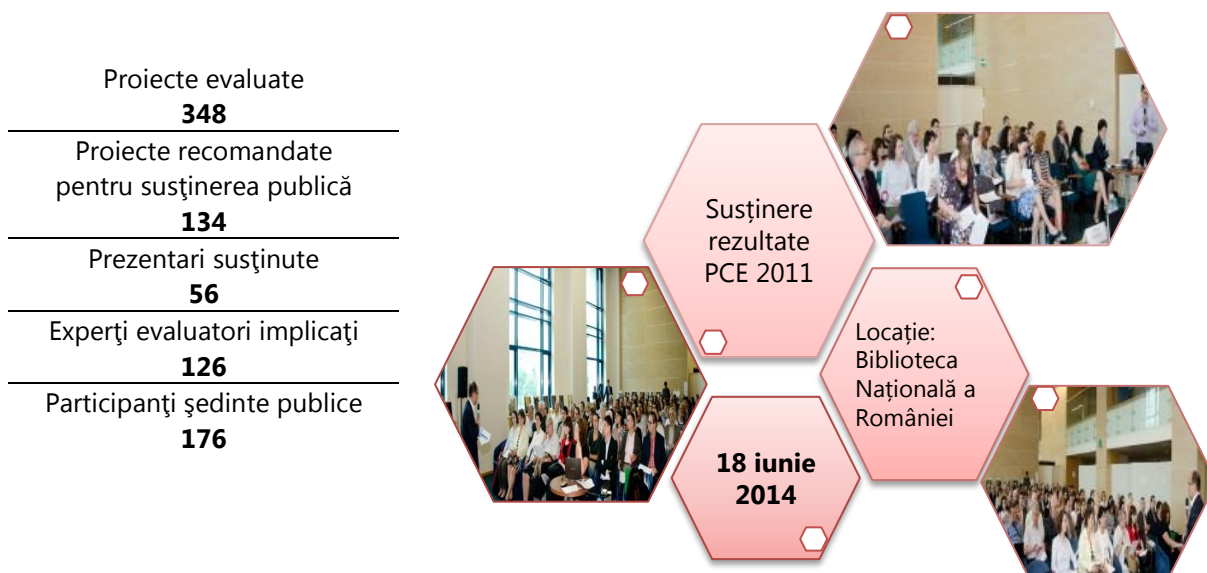 Proiecte evaluate
348
Proiecte recomandate
pentru susţinerea publică
134
Prezentari susţinute
56
Experţi evaluatori implicaţi
126
Participanţi şedinte publice
176
Susținere
rezultate
PCE 2011
Locație:
Biblioteca
Națională a
României
18 iunie
2014